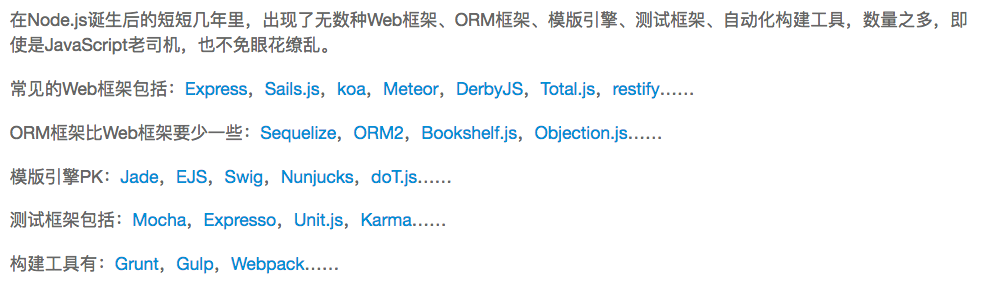 在Node.js诞生后的短短几年里，出现了无数种Web框架、ORM框架、模版引擎、测试框架、自动化构建工具，数量之多，即
使是JavaScript老司机，也不免眼花缭乱。
常见的Web框架包括：Express，Sails.js，koa，Meteor，DerbyJS，Total.js，restify……
ORM框架比Web框架要少一些：Sequelize，ORM2，Bookshelf.js，Objection.js……
模版引擎PK：Jade，EJS，Swig，Nunjucks，doT.js……
测试框架包括：Mocha，Expresso，Unit.js，Karma……
构建工具有：Grunt，Gulp，Webpack……